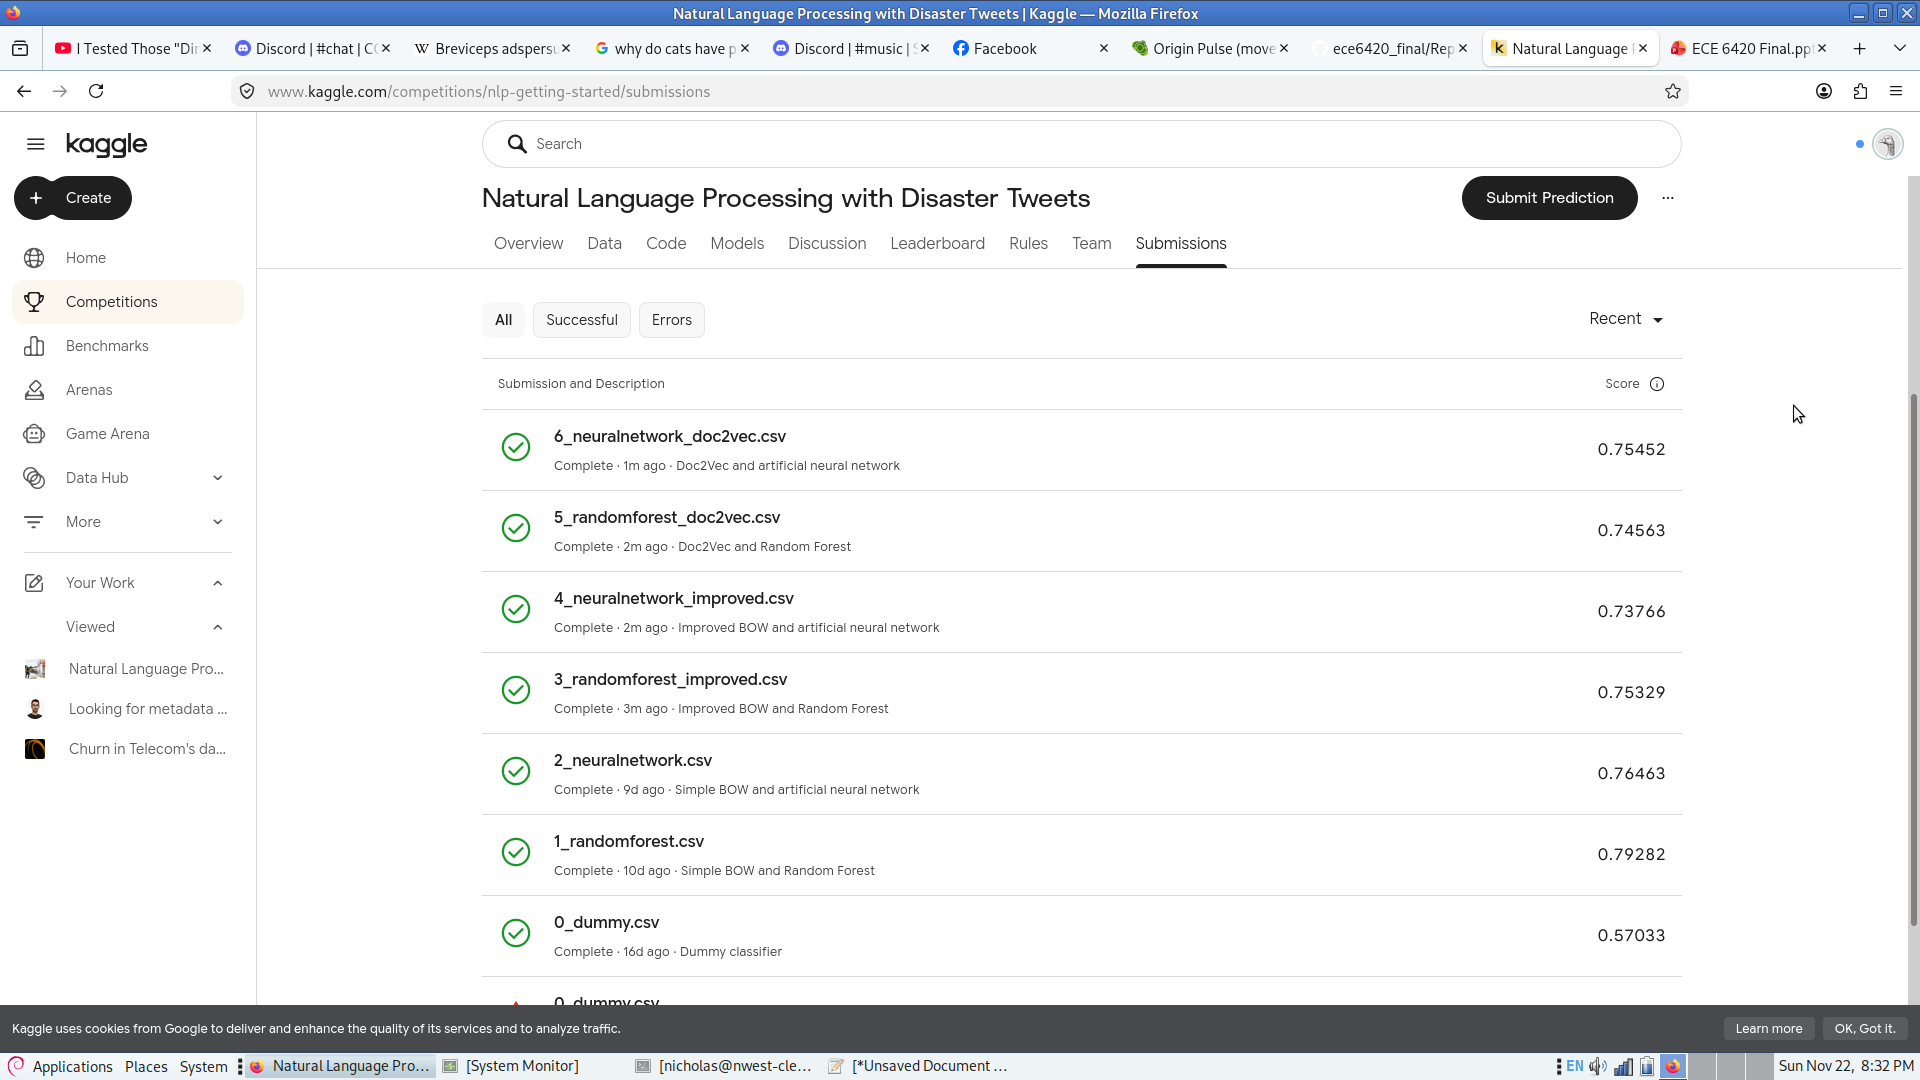 Natural Language Processing with Disaster Tweets | Kaggle — Mozilla Firefox
I Tested Those "Dir
Discord | #chat | C
W Breviceps adspersu
G why do cats have p
Discord | #music | S
Facebook
Origin Pulse (move
ece6420_final/Rep
k Natural Language P
ECE 6420 Final.ppt
www.kaggle.com/competitions/nlp-getting-started/submissions
kaggle
Search
Create
Home
Competitions
Benchmarks
Arenas
Game Arena
Data Hub
More
Your Work
Viewed
Natural Language Pro...
Looking for metadata ...
Churn in Telecom's da...
Natural Language Processing with Disaster Tweets
Submit Prediction
Overview Data Code Models Discussion Leaderboard Rules Team Submissions
All Successful Errors
Recent
Submission and Description Score
6_neuralnetwork_doc2vec.csv
Complete · 1m ago · Doc2Vec and artificial neural network
0.75452
5_randomforest_doc2vec.csv
Complete · 2m ago · Doc2Vec and Random Forest
0.74563
4_neuralnetwork_improved.csv
Complete · 2m ago · Improved BOW and artificial neural network
0.73766
3_randomforest_improved.csv
Complete · 3m ago · Improved BOW and Random Forest
0.75329
2_neuralnetwork.csv
Complete · 9d ago · Simple BOW and artificial neural network
0.76463
1_randomforest.csv
Complete · 10d ago · Simple BOW and Random Forest
0.79282
0_dummy.csv
Complete · 16d ago · Dummy classifier
0.57033
0_dummy.csv
Kaggle uses cookies from Google to deliver and enhance the quality of its services and to analyze traffic.
Learn more
OK, Got it.
Applications Places System
Natural Language Pro...
[System Monitor]
[nicholas@nwest-cle...
[*Unsaved Document ...
EN
Sun Nov 22, 8:32 PM